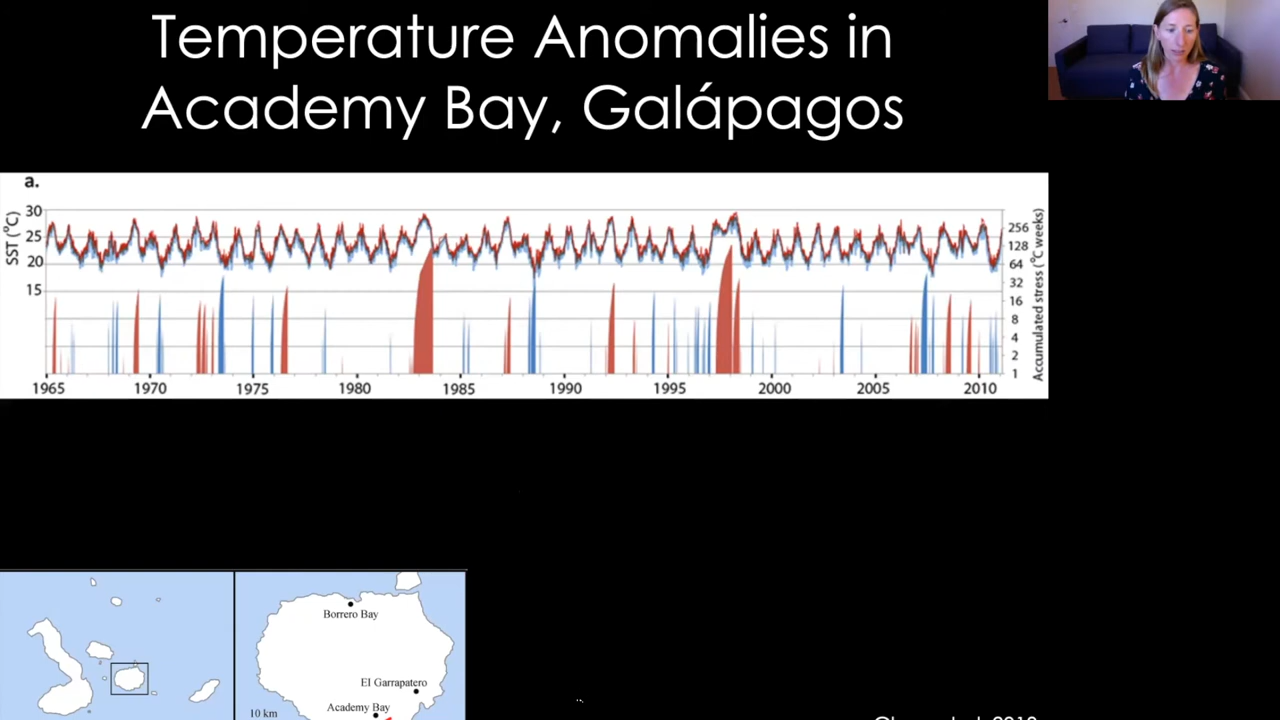 Temperature Anomalies in
Academy Bay, Galápagos
a.
SST (°C)
30
25
20
15
256
128
64
32
16
8
4
2
1
Accumulated stress (°C weeks)
1965 1970 1975 1980 1985 1990 1995 2000 2005 2010
Borrero Bay
El Garrapatero
Academy Bay
10 km